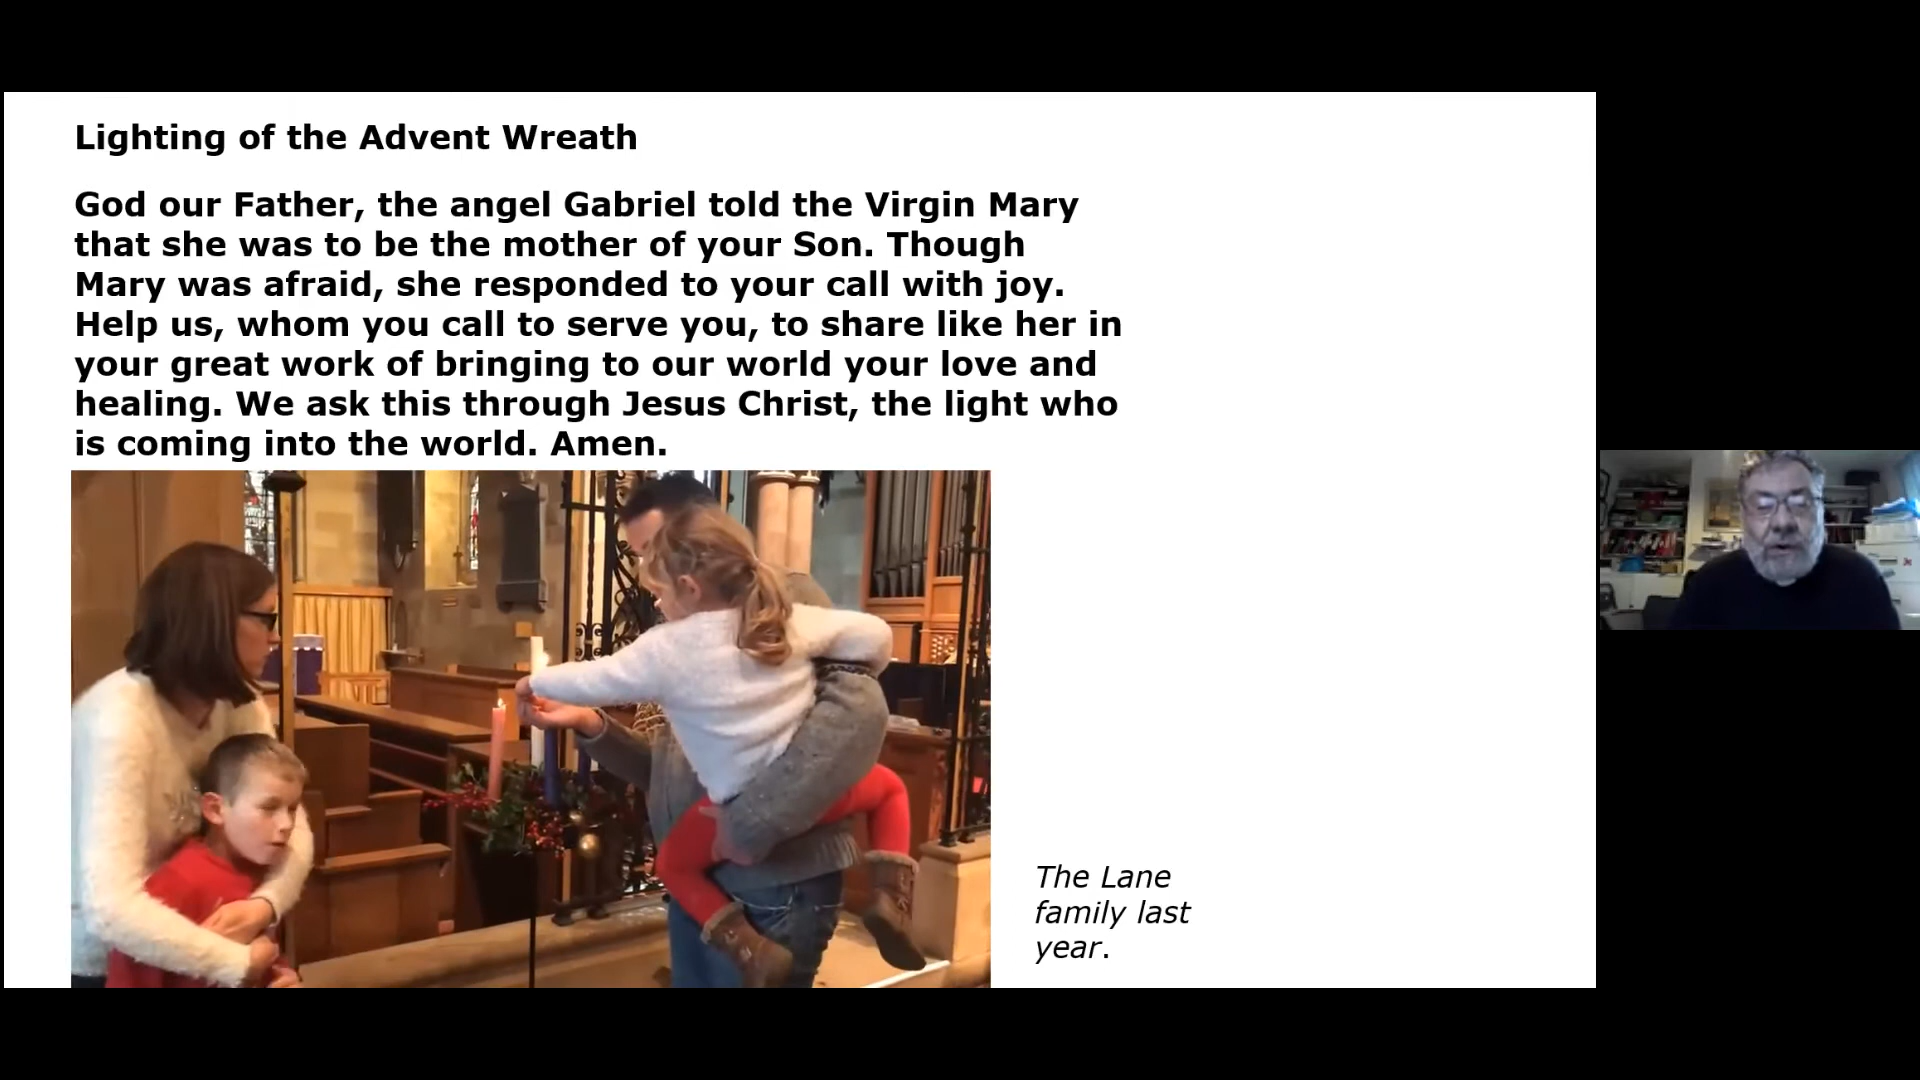 Lighting of the Advent Wreath
God our Father, the angel Gabriel told the Virgin Mary
that she was to be the mother of your Son. Though
Mary was afraid, she responded to your call with joy.
Help us, whom you call to serve you, to share like her in
your great work of bringing to our world your love and
healing. We ask this through Jesus Christ, the light who
is coming into the world. Amen.
The Lane
family last
year.